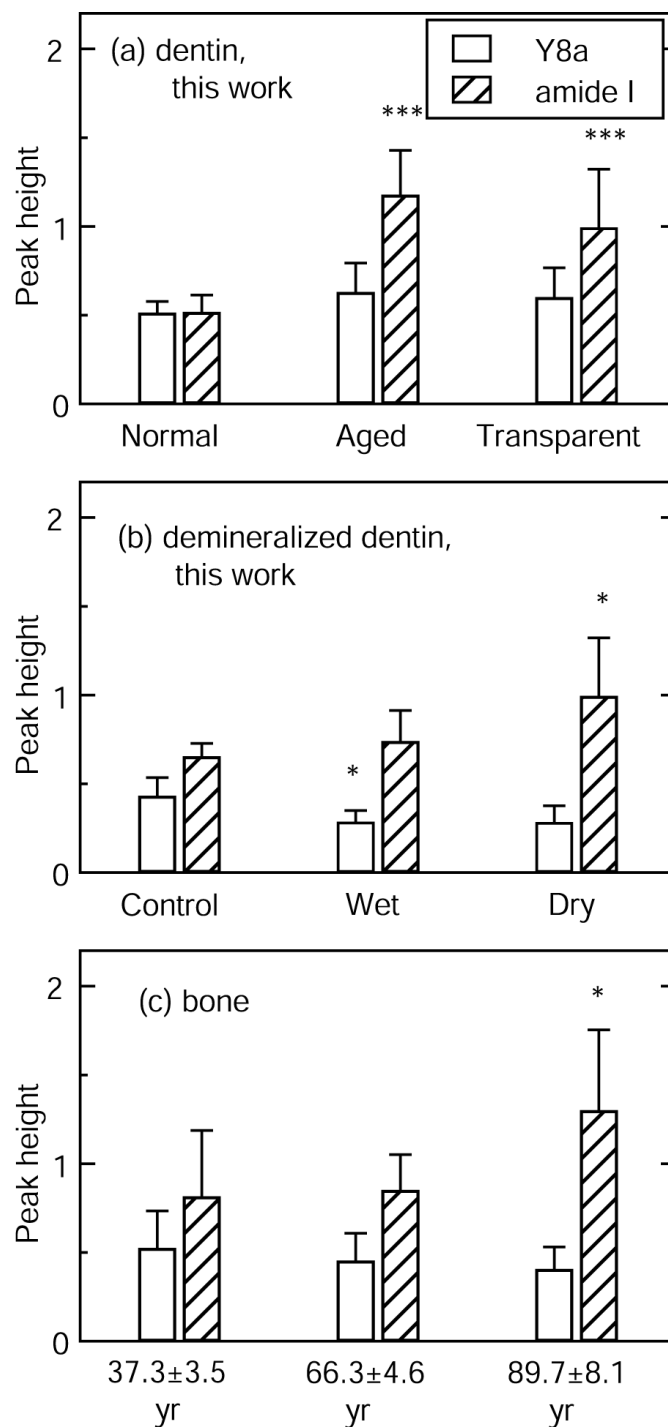 (a) dentin,
this work
Y8a
amide I
***
***
2
1
0
Peak height
Normal Aged Transparent
(b) demineralized dentin,
this work
*
*
2
1
0
Peak height
Control Wet Dry
(c) bone
*
2
1
0
Peak height
37.3±3.5 66.3±4.6 89.7±8.1
yr yr yr